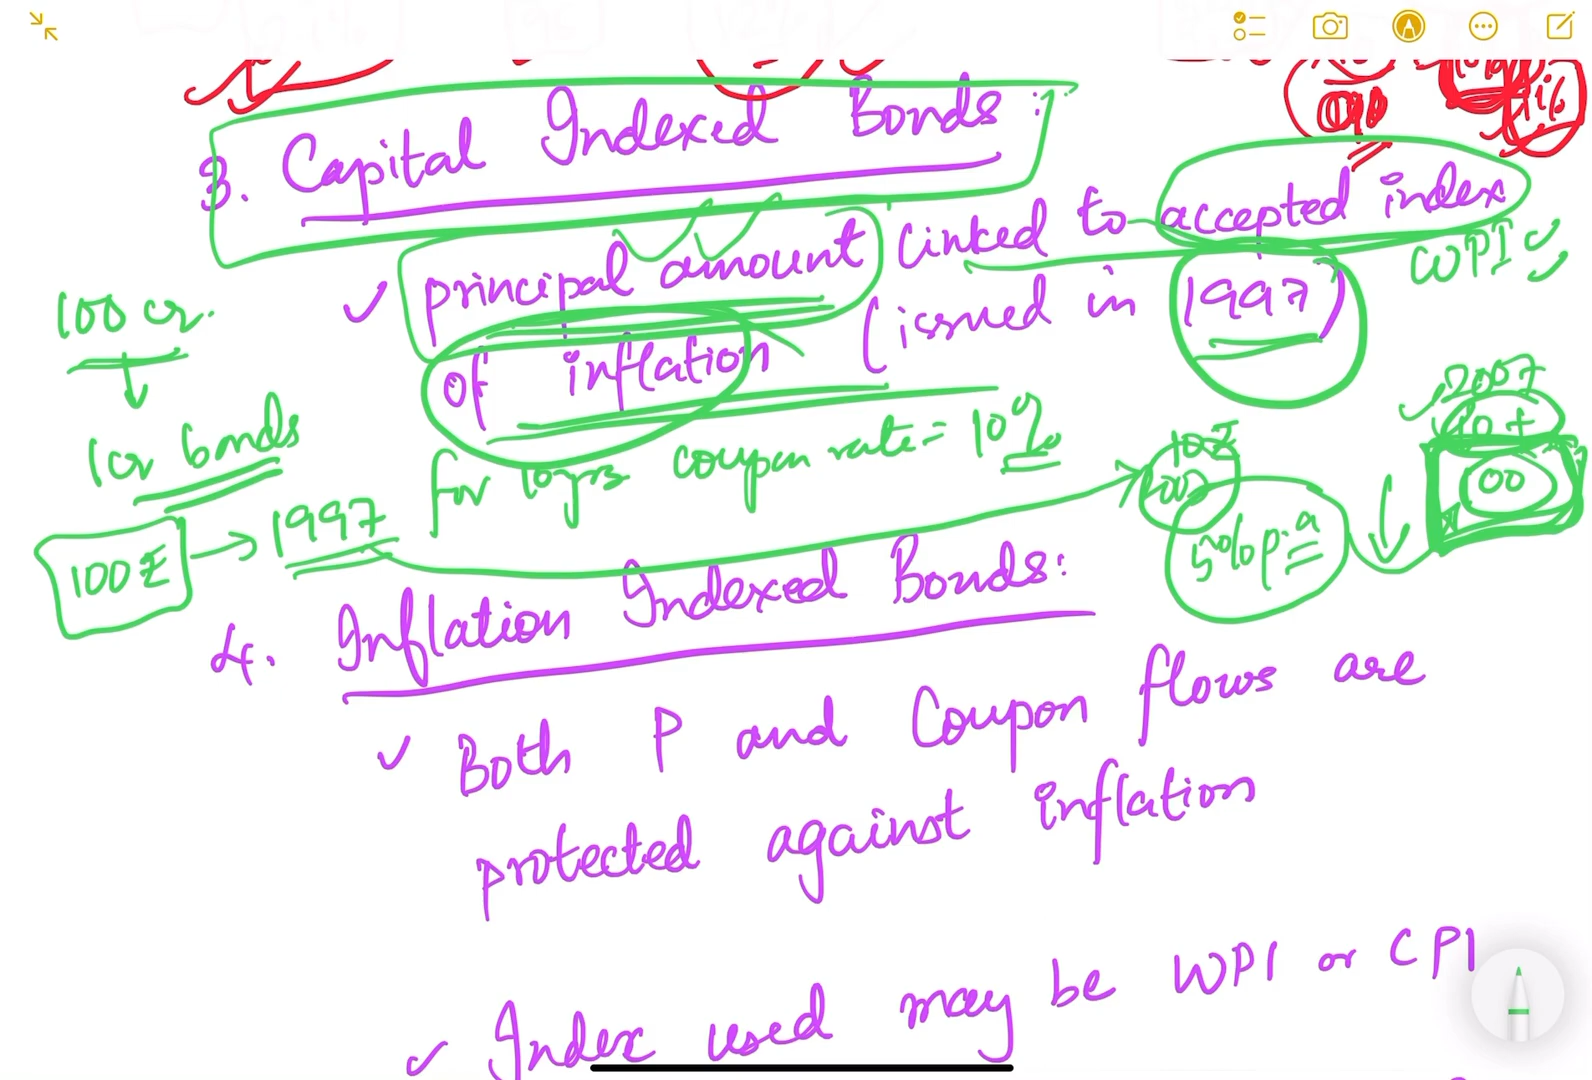 3. Capital Indexed Bonds:
✓ principal amount linked to accepted index
WPI ✓
of inflation (issued in 1997)
100 cr.
↓
1 cr bonds
for 10 yrs coupon rate = 10%
100₹ → 1997
2007
5% p.a
4. Inflation Indexed Bonds:
✓ Both P and Coupon flows are
protected against inflation
✓ Index used may be WPI or CPI